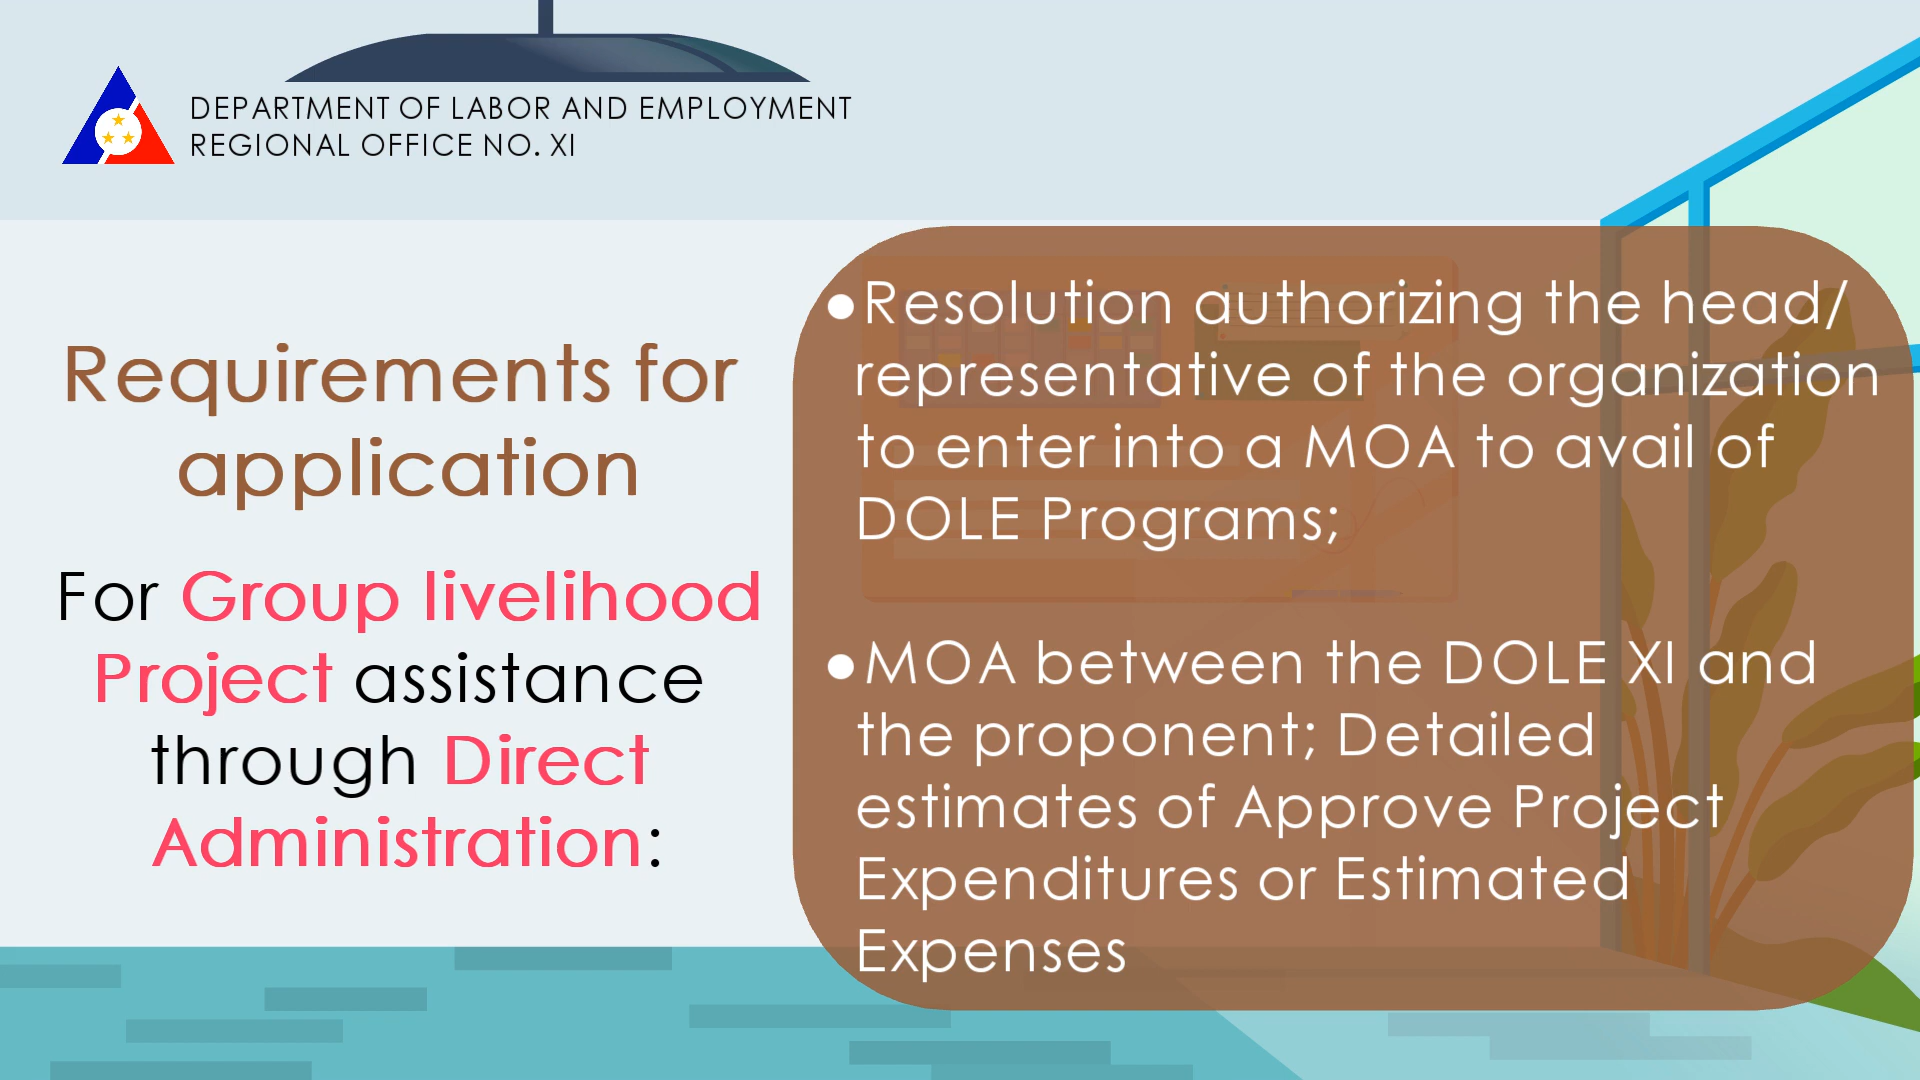 DEPARTMENT OF LABOR AND EMPLOYMENT
REGIONAL OFFICE NO. XI
Requirements for
application
For Group livelihood
Project assistance
through Direct
Administration:
●Resolution authorizing the head/
representative of the organization
to enter into a MOA to avail of
DOLE Programs;
●MOA between the DOLE XI and
the proponent; Detailed
estimates of Approve Project
Expenditures or Estimated
Expenses